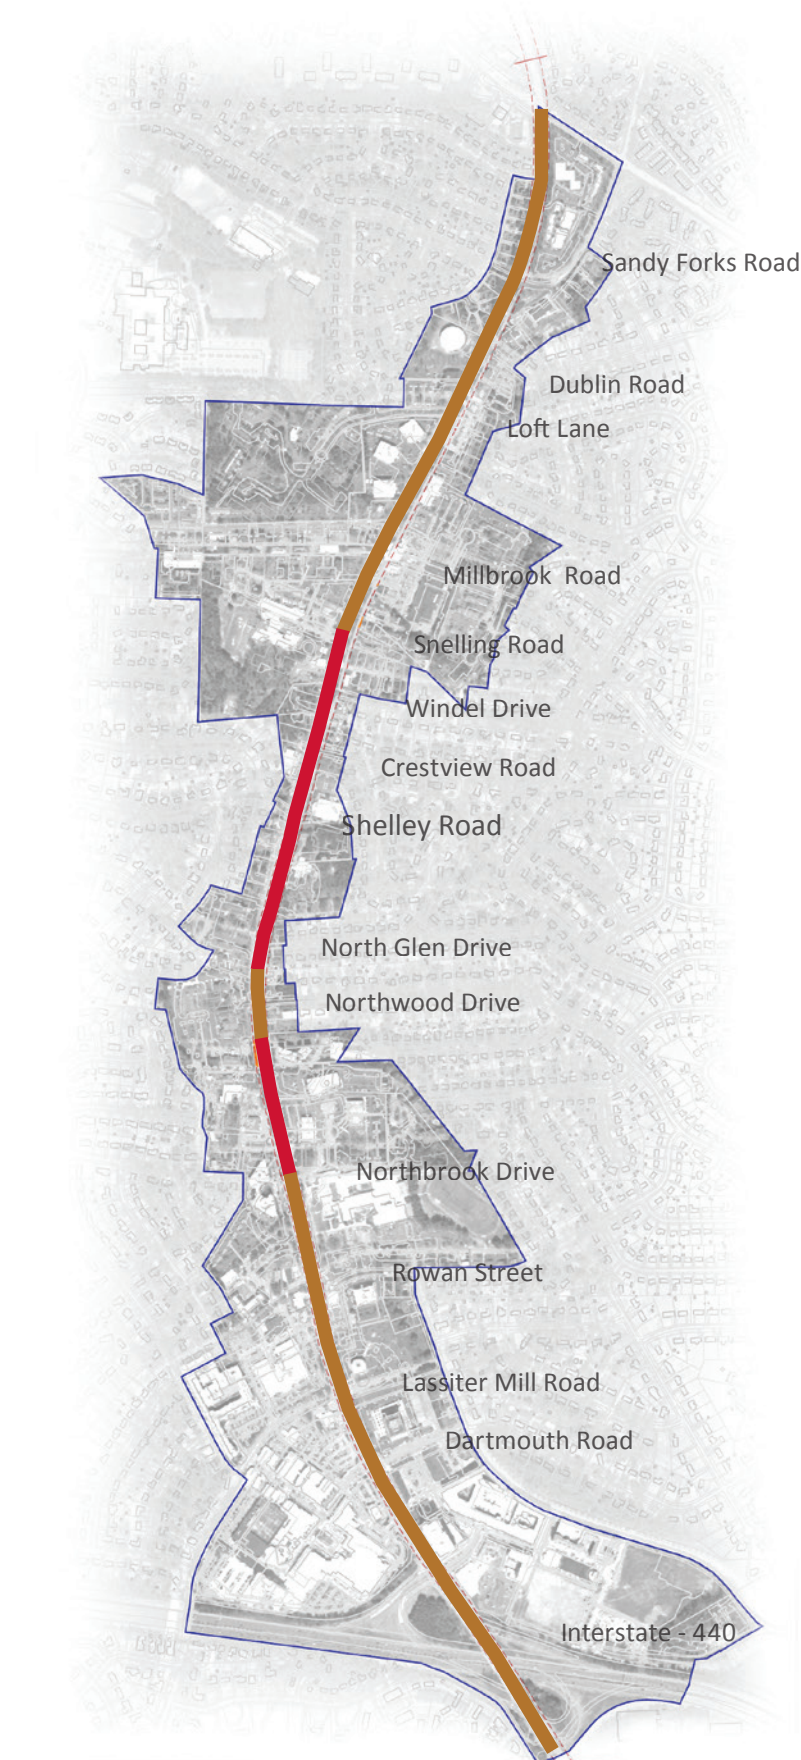 Sandy Forks Road
Dublin Road
Loft Lane
Millbrook  Road
Snelling Road
Windel Drive
Crestview Road
Shelley Road
North Glen Drive
Northwood Drive
Northbrook Drive
Rowan Street
Lassiter Mill Road
Dartmouth Road
Interstate - 440